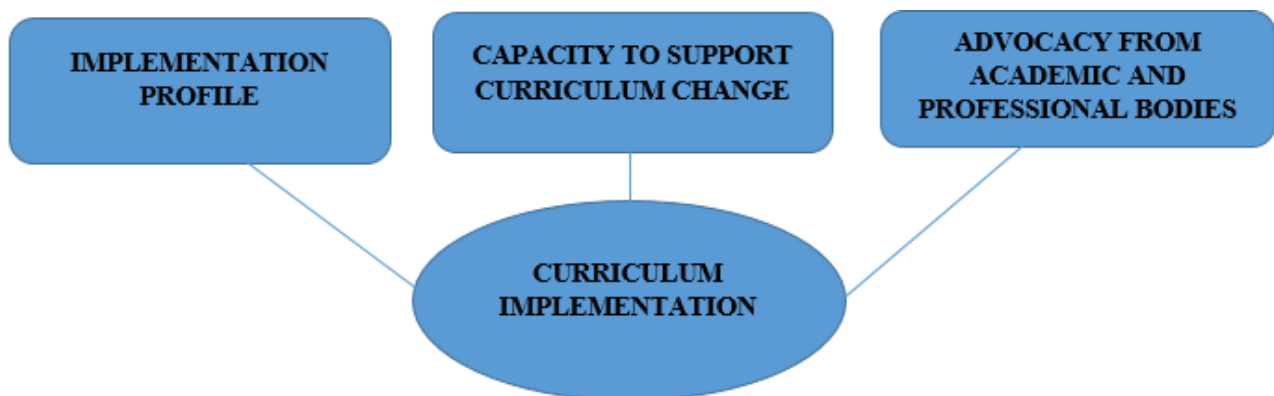 IMPLEMENTATION
PROFILE
CAPACITY TO SUPPORT
CURRICULUM CHANGE
ADVOCACY FROM
ACADEMIC AND
PROFESSIONAL BODIES
CURRICULUM
IMPLEMENTATION